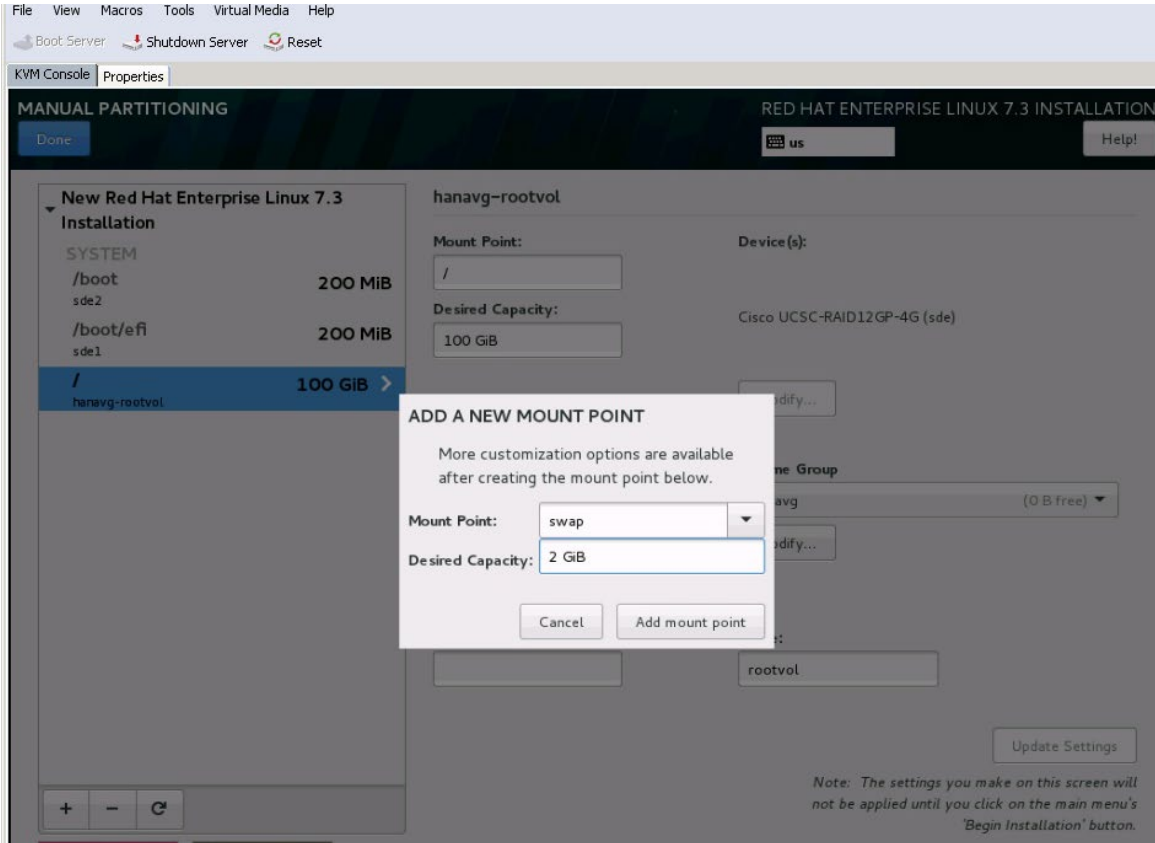 File View Macros Tools Virtual Media Help
Boot Server Shutdown Server Reset
KVM Console Properties
MANUAL PARTITIONING
RED HAT ENTERPRISE LINUX 7.3 INSTALLATION
Done
us
Help!
New Red Hat Enterprise Linux 7.3
Installation
SYSTEM
/boot
200 MiB
sde2
/boot/efi
200 MiB
sde1
/
100 GiB
hanavg-rootvol
hanavg-rootvol
Mount Point:
/
Desired Capacity:
100 GiB
Device(s):
Cisco UCSC-RAID12GP-4G (sde)
(0 B free)
rootvol
Update Settings
Note: The settings you make on this screen will
not be applied until you click on the main menu's
'Begin Installation' button.
ADD A NEW MOUNT POINT
More customization options are available
after creating the mount point below.
Mount Point: swap
Desired Capacity: 2 GiB
Cancel Add mount point
+ -